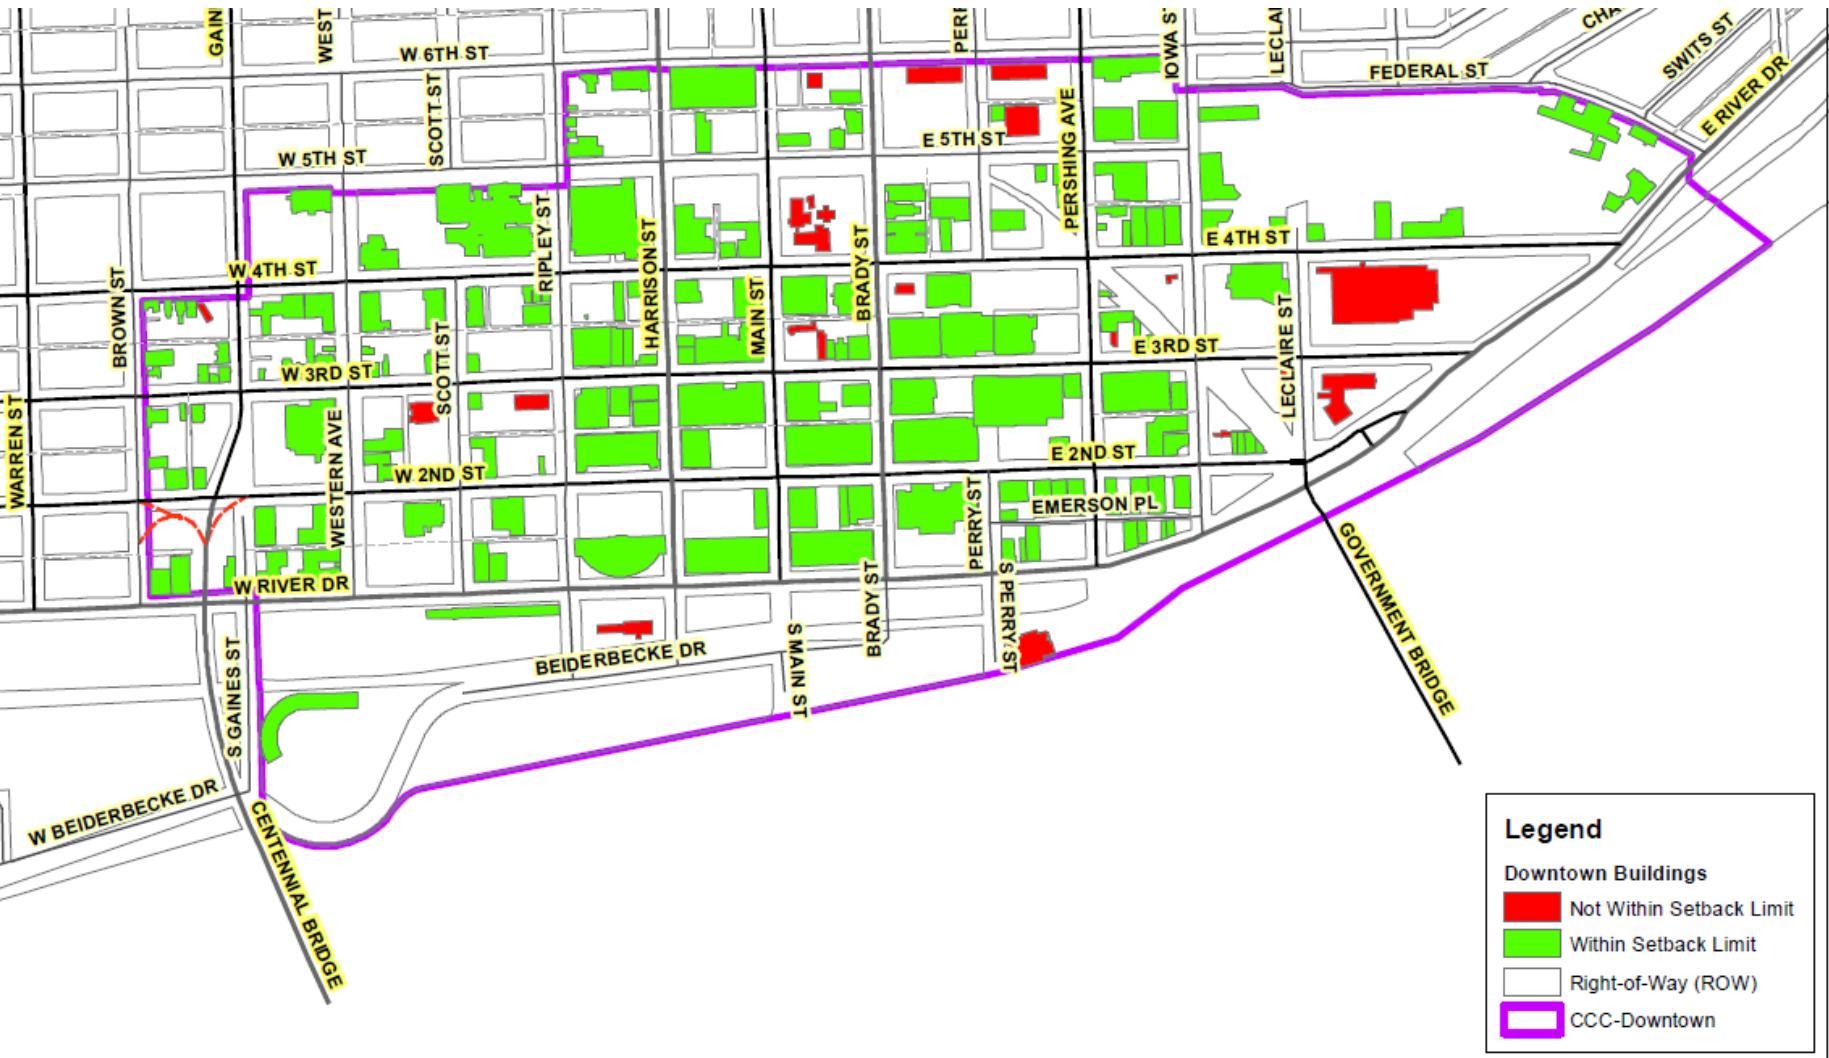 GAIN
WEST
W 6TH ST
PERR
IOWA ST
LECLAI
CHA
SWITS ST
FEDERAL ST
E RIVER DR
SCOTT ST
W 5TH ST
E 5TH ST
PERSHING AVE
RIPLEY ST
HARRISON ST
BRADY ST
E 4TH ST
W 4TH ST
BROWN ST
MAIN ST
LECLAIRE ST
E 3RD ST
SCOTT ST
W 3RD ST
WARREN ST
WESTERN AVE
E 2ND ST
W 2ND ST
PERRY ST
EMERSON PL
W RIVER DR
BRADY ST
S PERRY ST
GOVERNMENT BRIDGE
S GAINES ST
BEIDERBECKE DR
S MAIN ST
W BEIDERBECKE DR
CENTENNIAL BRIDGE
Legend
Downtown Buildings
Not Within Setback Limit
Within Setback Limit
Right-of-Way (ROW)
CCC-Downtown